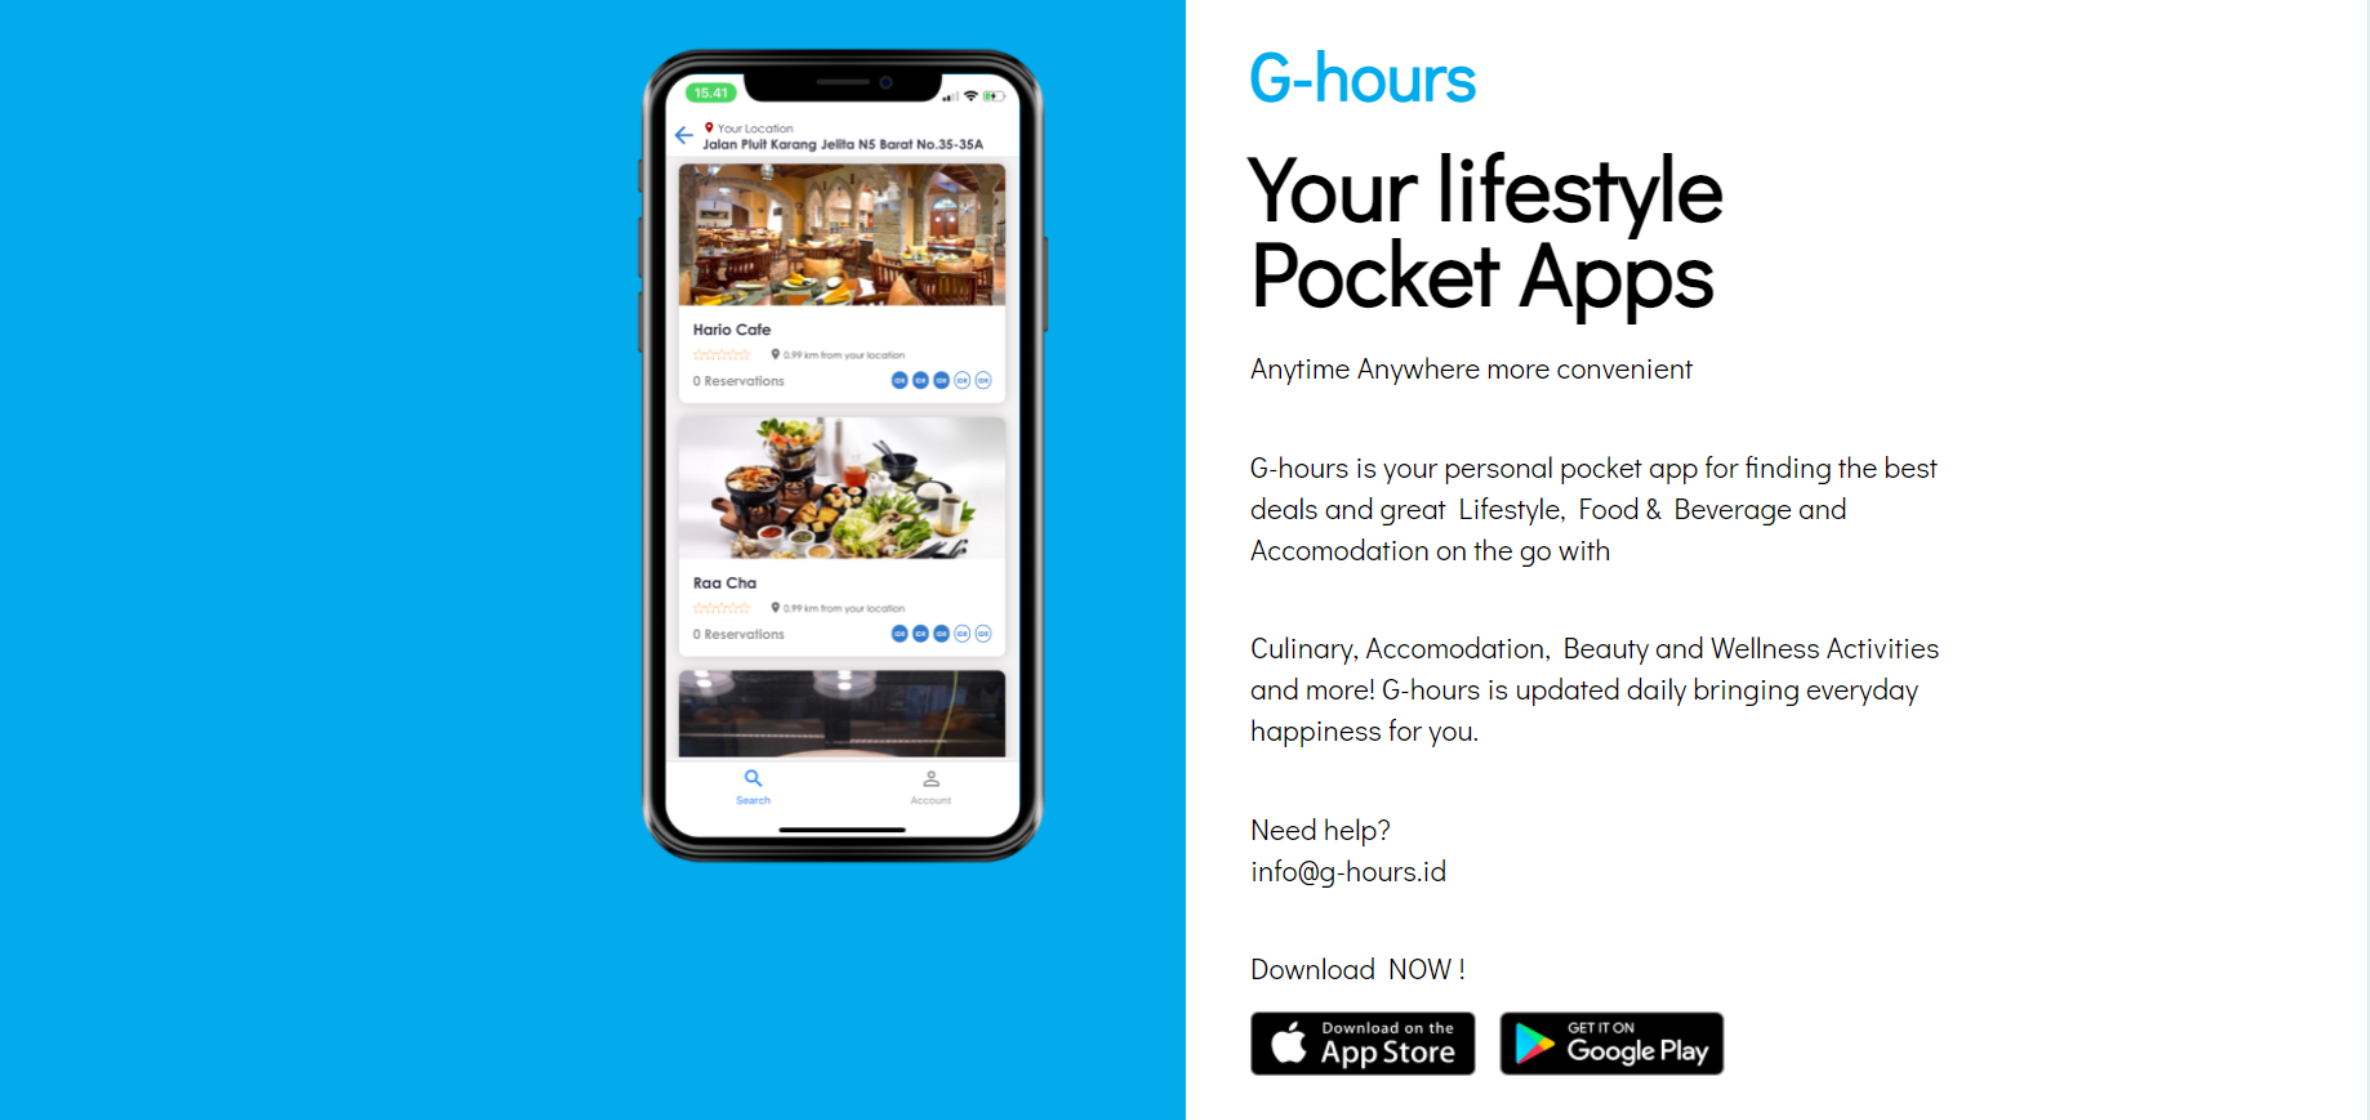 15.41
Your Location
Jalan Pluit Karang Jelita N5 Barat No.35-35A
Hario Cafe
0.99 km from your location
0 Reservations
Raa Cha
0.99 km from your location
0 Reservations
Search
Account
G-hours
Your lifestyle
Pocket Apps
Anytime Anywhere more convenient
G-hours is your personal pocket app for finding the best
deals and great Lifestyle, Food & Beverage and
Accomodation on the go with
Culinary, Accomodation, Beauty and Wellness Activities
and more! G-hours is updated daily bringing everyday
happiness for you.
Need help?
info@g-hours.id
Download NOW !
Download on the
App Store
GET IT ON
Google Play